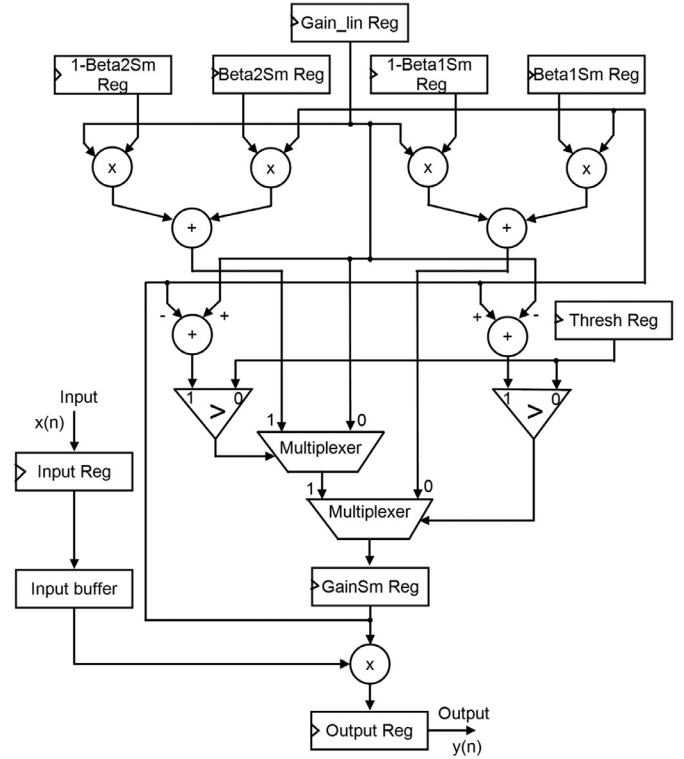 Gain_lin Reg
1-Beta2Sm
Reg
Beta2Sm Reg
1-Beta1Sm
Reg
Beta1Sm Reg
x
x
x
x
+
+
-
+
+
+
-
+
Thresh Reg
1
>
0
1
>
0
Input
x(n)
1
0
Multiplexer
Input Reg
1
0
Multiplexer
Input buffer
GainSm Reg
x
Output Reg
Output
y(n)